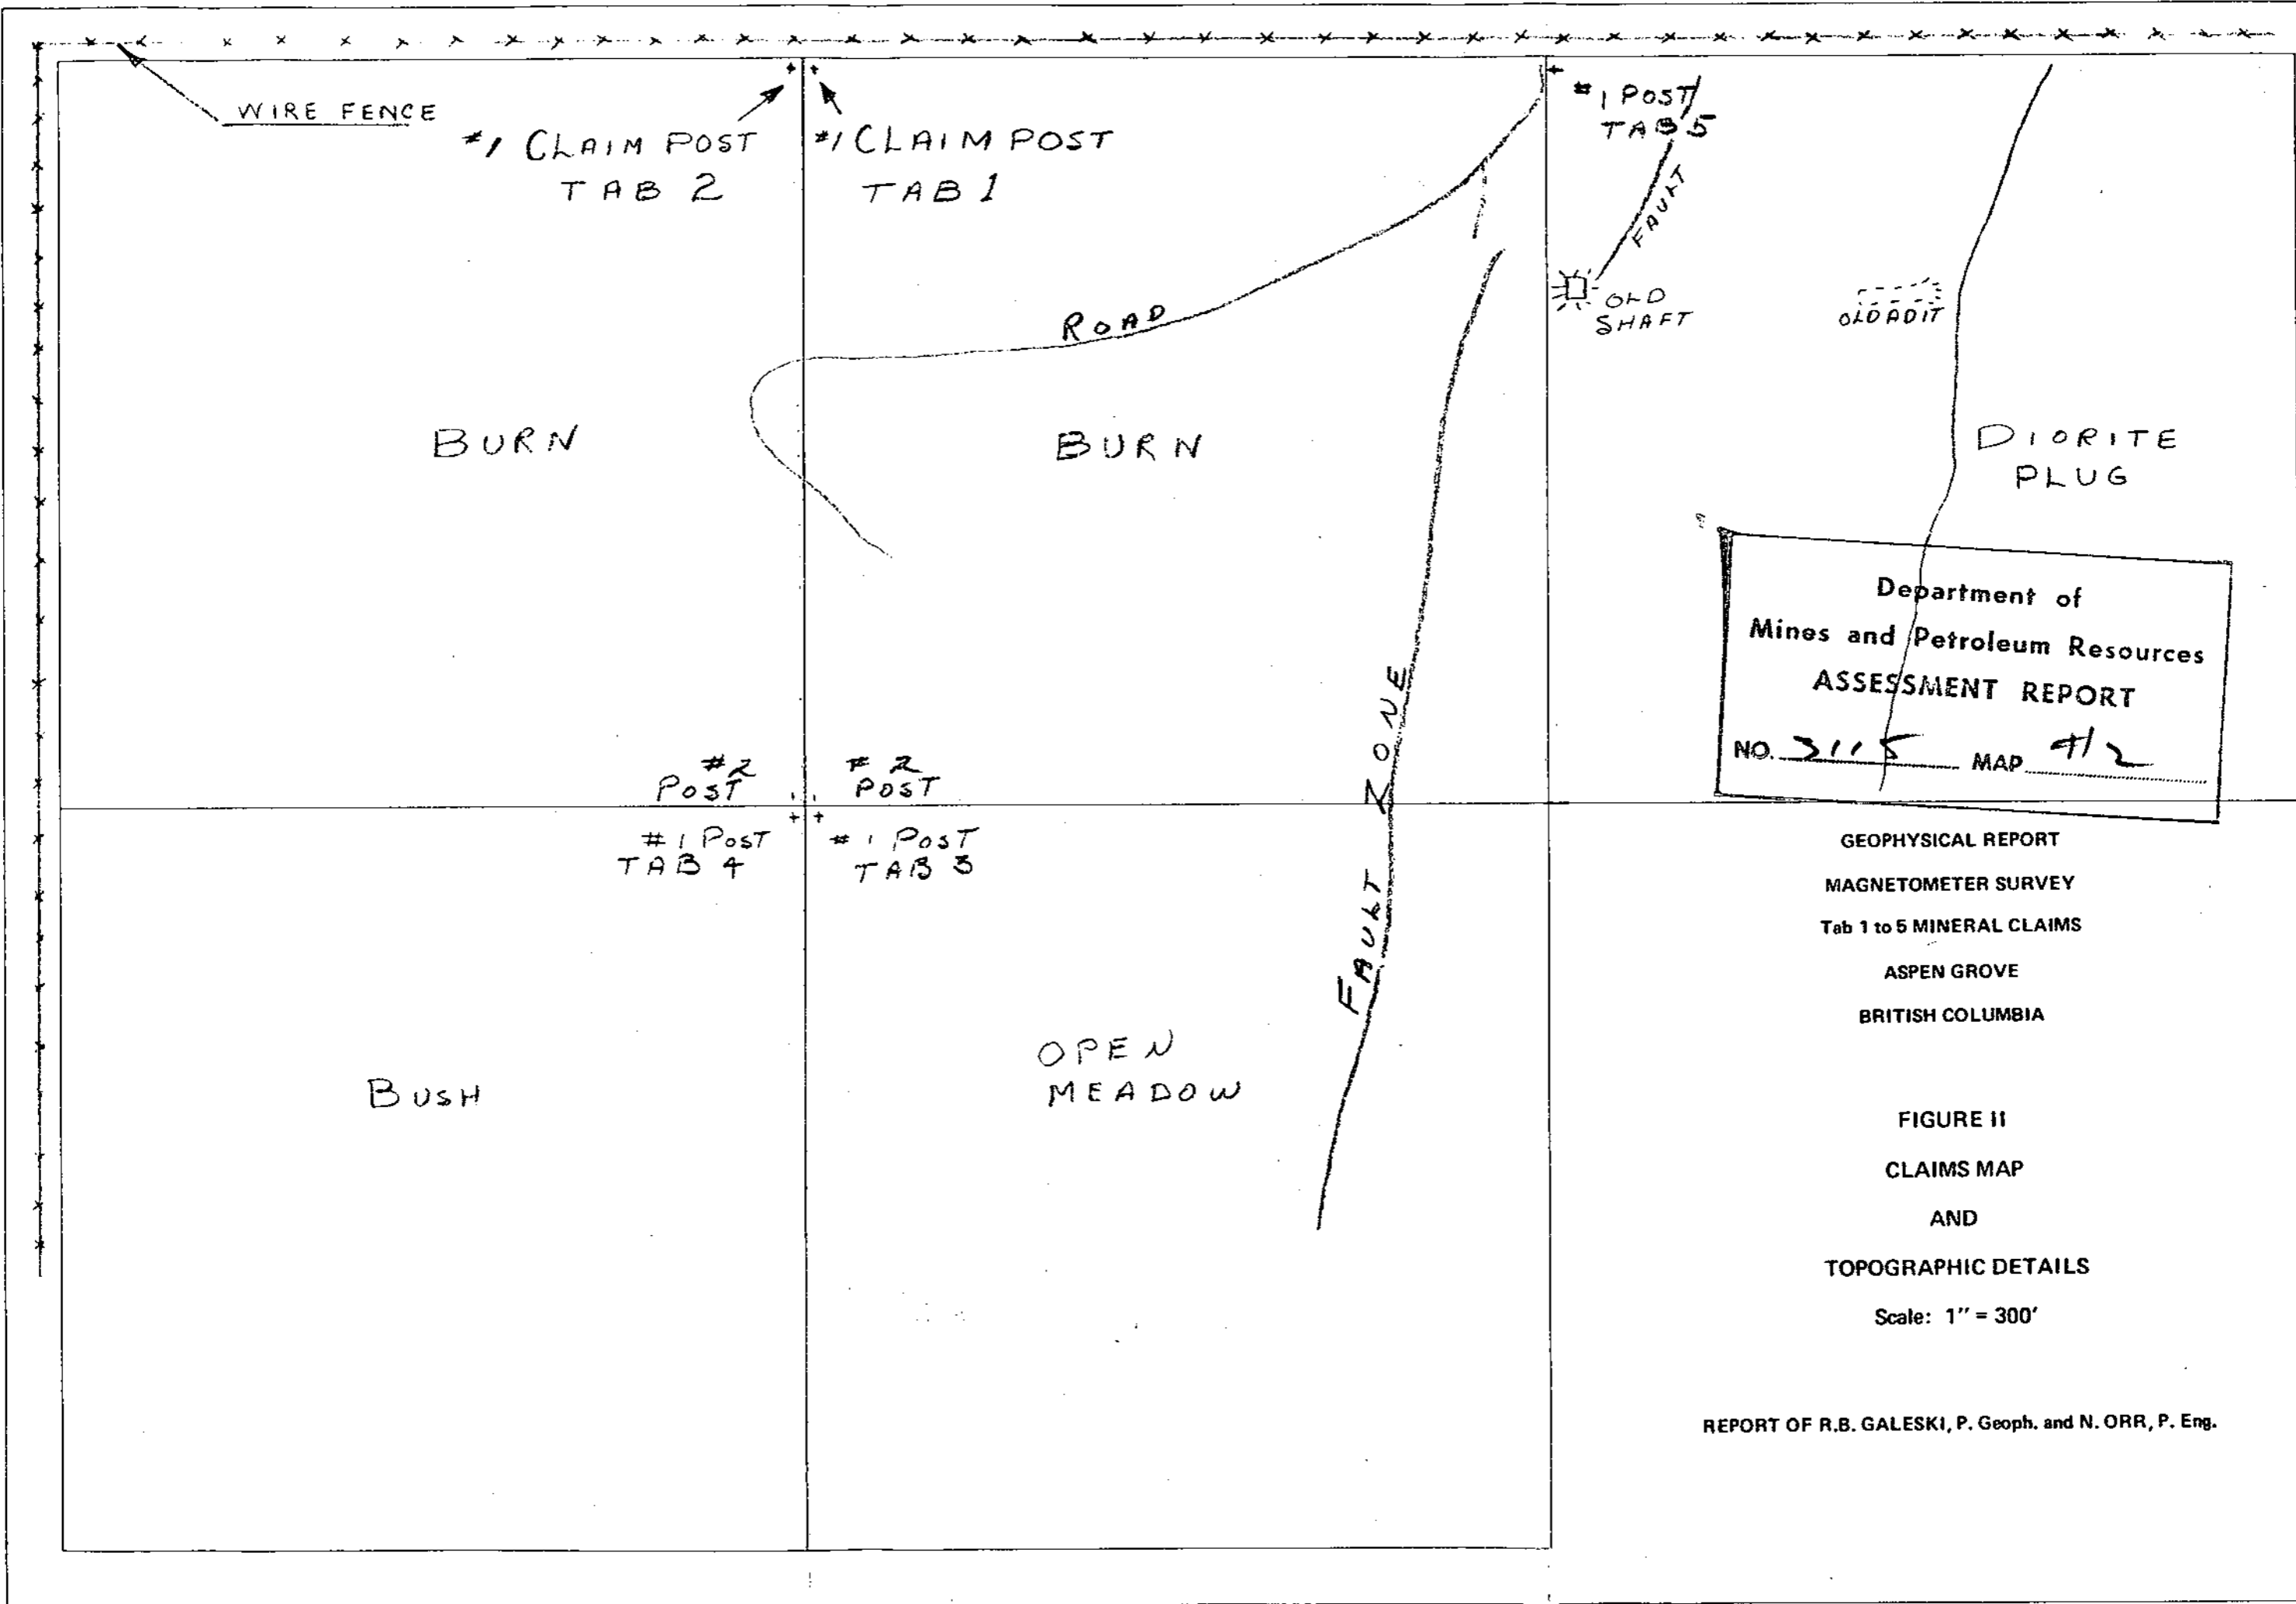 WIRE FENCE
#1 CLAIM POST
TAB 2
#1 CLAIM POST
TAB 1
#1 POST
TAB 5
FAULT
OLD
SHAFT
OLD ADIT
ROAD
BURN
BURN
DIORITE
PLUG
Department of
Mines and Petroleum Resources
ASSESSMENT REPORT
NO. 3115 MAP #2
#2
POST
#2
POST
#1 POST
TAB 4
#1 POST
TAB 3
FAULT ZONE
BUSH
OPEN
MEADOW
GEOPHYSICAL REPORT
MAGNETOMETER SURVEY
Tab 1 to 5 MINERAL CLAIMS
ASPEN GROVE
BRITISH COLUMBIA
FIGURE II
CLAIMS MAP
AND
TOPOGRAPHIC DETAILS
Scale: 1" = 300'
REPORT OF R.B. GALESKI, P. Geoph. and N. ORR, P. Eng.